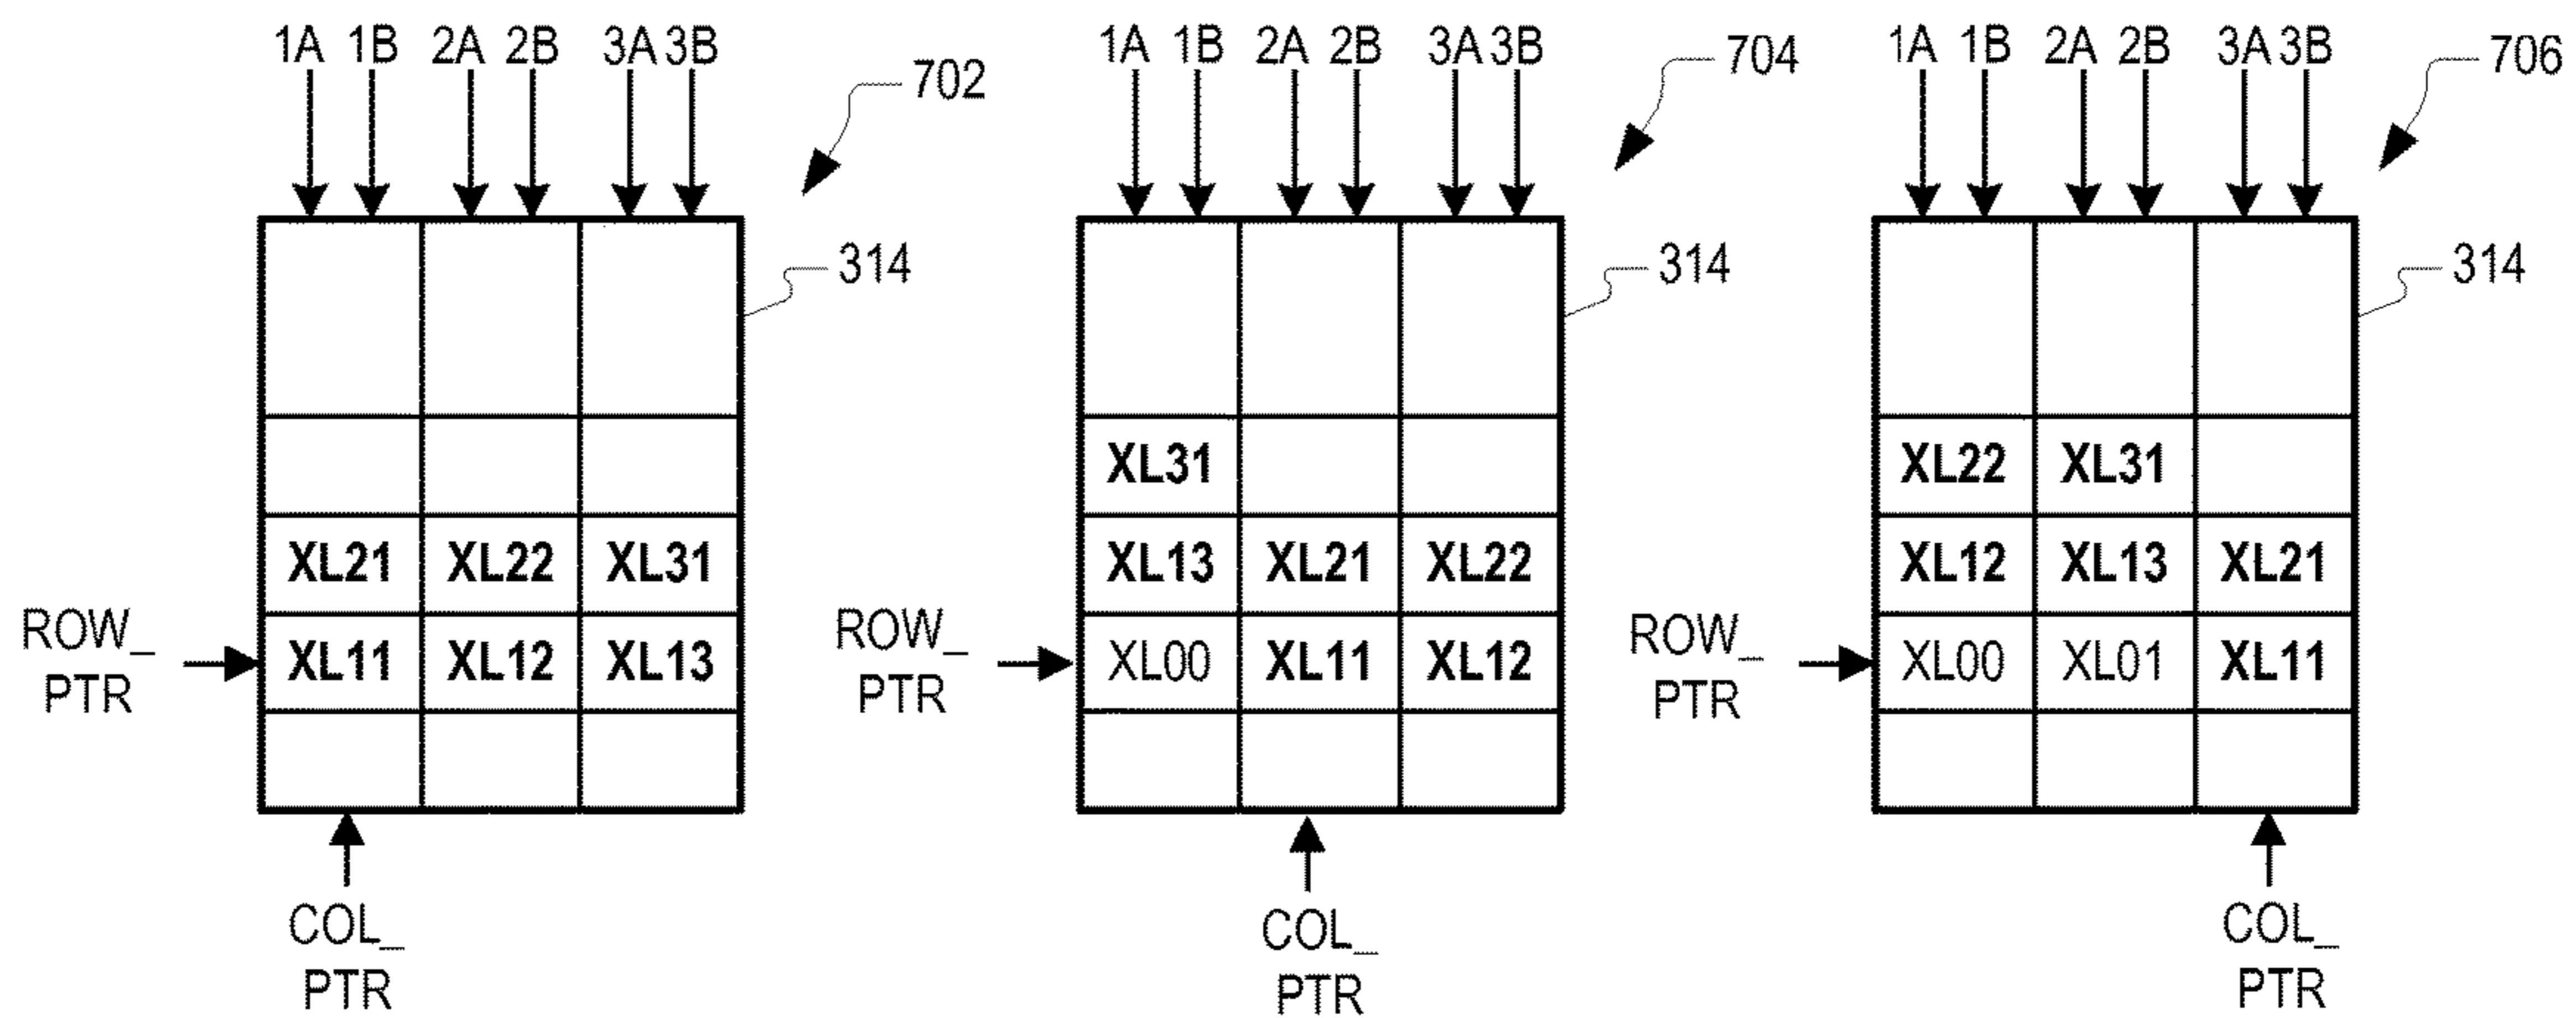 1A 1B 2A 2B 3A 3B 702
314
XL21 XL22 XL31
XL11 XL12 XL13
ROW_
PTR
COL_
PTR
1A 1B 2A 2B 3A 3B 704
314
XL31
XL13 XL21 XL22
XL00 XL11 XL12
ROW_
PTR
COL_
PTR
1A 1B 2A 2B 3A 3B 706
314
XL22 XL31
XL12 XL13 XL21
XL00 XL01 XL11
ROW_
PTR
COL_
PTR